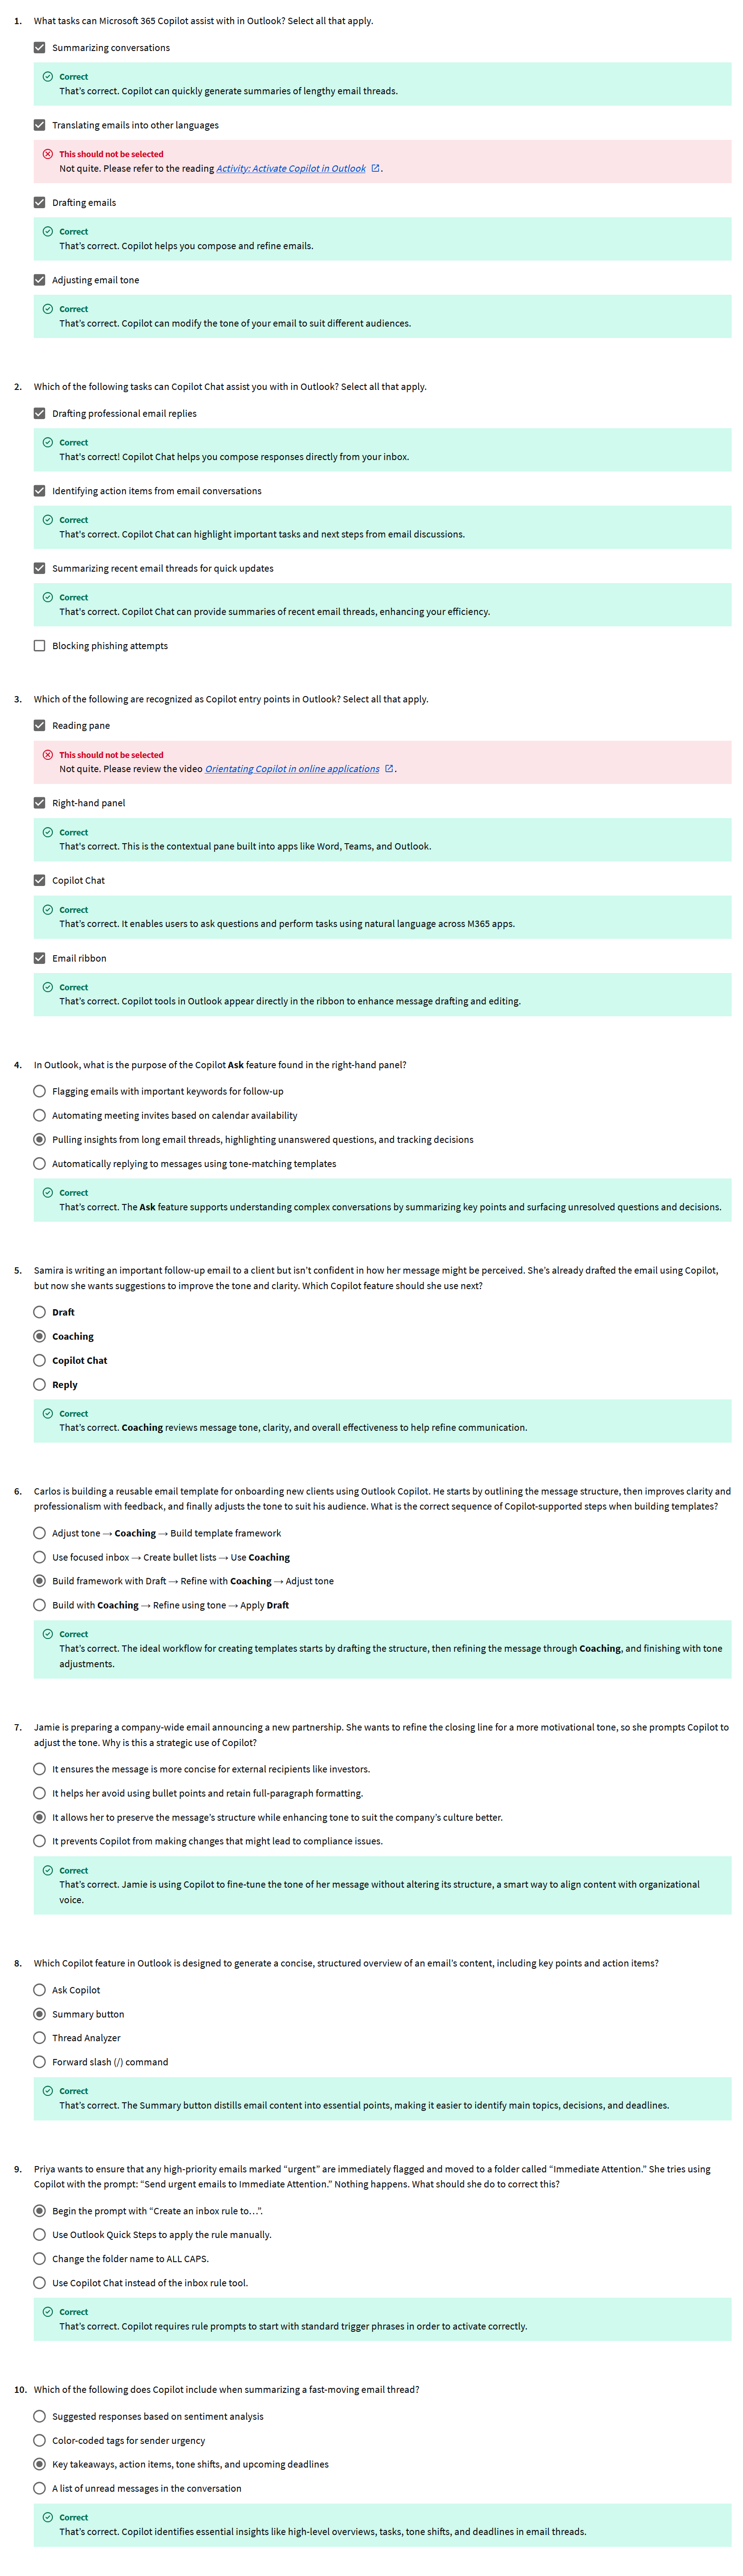 1. What tasks can Microsoft 365 Copilot assist with in Outlook? Select all that apply.
Summarizing conversations
Correct
That's correct. Copilot can quickly generate summaries of lengthy email threads.
Translating emails into other languages
This should not be selected
Not quite. Please refer to the reading Activity: Activate Copilot in Outlook.
Drafting emails
Correct
That's correct. Copilot helps you compose and refine emails.
Adjusting email tone
Correct
That's correct. Copilot can modify the tone of your email to suit different audiences.
2. Which of the following tasks can Copilot Chat assist you with in Outlook? Select all that apply.
Drafting professional email replies
Correct
That's correct! Copilot Chat helps you compose responses directly from your inbox.
Identifying action items from email conversations
Correct
That's correct. Copilot Chat can highlight important tasks and next steps from email discussions.
Summarizing recent email threads for quick updates
Correct
That's correct. Copilot Chat can provide summaries of recent email threads, enhancing your efficiency.
Blocking phishing attempts
3. Which of the following are recognized as Copilot entry points in Outlook? Select all that apply.
Reading pane
This should not be selected
Not quite. Please review the video Orientating Copilot in online applications.
Right-hand panel
Correct
That's correct. This is the contextual pane built into apps like Word, Teams, and Outlook.
Copilot Chat
Correct
That's correct. It enables users to ask questions and perform tasks using natural language across M365 apps.
Email ribbon
Correct
That's correct. Copilot tools in Outlook appear directly in the ribbon to enhance message drafting and editing.
4. In Outlook, what is the purpose of the Copilot Ask feature found in the right-hand panel?
Flagging emails with important keywords for follow-up
Automating meeting invites based on calendar availability
Pulling insights from long email threads, highlighting unanswered questions, and tracking decisions
Automatically replying to messages using tone-matching templates
Correct
That's correct. The Ask feature supports understanding complex conversations by summarizing key points and surfacing unresolved questions and decisions.
5. Samira is writing an important follow-up email to a client but isn't confident in how her message might be perceived. She's already drafted the email using Copilot,
but now she wants suggestions to improve the tone and clarity. Which Copilot feature should she use next?
Draft
Coaching
Copilot Chat
Reply
Correct
That's correct. Coaching reviews message tone, clarity, and overall effectiveness to help refine communication.
6. Carlos is building a reusable email template for onboarding new clients using Outlook Copilot. He starts by outlining the message structure, then improves clarity and
professionalism with feedback, and finally adjusts the tone to suit his audience. What is the correct sequence of Copilot-supported steps when building templates?
Adjust tone → Coaching → Build template framework
Use focused inbox → Create bullet lists → Use Coaching
Build framework with Draft → Refine with Coaching → Adjust tone
Build with Coaching → Refine using tone → Apply Draft
Correct
That's correct. The ideal workflow for creating templates starts by drafting the structure, then refining the message through Coaching, and finishing with tone
adjustments.
7. Jamie is preparing a company-wide email announcing a new partnership. She wants to refine the closing line for a more motivational tone, so she prompts Copilot to
adjust the tone. Why is this a strategic use of Copilot?
It ensures the message is more concise for external recipients like investors.
It helps her avoid using bullet points and retain full-paragraph formatting.
It allows her to preserve the message's structure while enhancing tone to suit the company's culture better.
It prevents Copilot from making changes that might lead to compliance issues.
Correct
That's correct. Jamie is using Copilot to fine-tune the tone of her message without altering its structure, a smart way to align content with organizational
voice.
8. Which Copilot feature in Outlook is designed to generate a concise, structured overview of an email's content, including key points and action items?
Ask Copilot
Summary button
Thread Analyzer
Forward slash (/) command
Correct
That's correct. The Summary button distills email content into essential points, making it easier to identify main topics, decisions, and deadlines.
9. Priya wants to ensure that any high-priority emails marked “urgent” are immediately flagged and moved to a folder called “Immediate Attention.” She tries using
Copilot with the prompt: “Send urgent emails to Immediate Attention.” Nothing happens. What should she do to correct this?
Begin the prompt with “Create an inbox rule to…”.
Use Outlook Quick Steps to apply the rule manually.
Change the folder name to ALL CAPS.
Use Copilot Chat instead of the inbox rule tool.
Correct
That's correct. Copilot requires rule prompts to start with standard trigger phrases in order to activate correctly.
10. Which of the following does Copilot include when summarizing a fast-moving email thread?
Suggested responses based on sentiment analysis
Color-coded tags for sender urgency
Key takeaways, action items, tone shifts, and upcoming deadlines
A list of unread messages in the conversation
Correct
That's correct. Copilot identifies essential insights like high-level overviews, tasks, tone shifts, and deadlines in email threads.